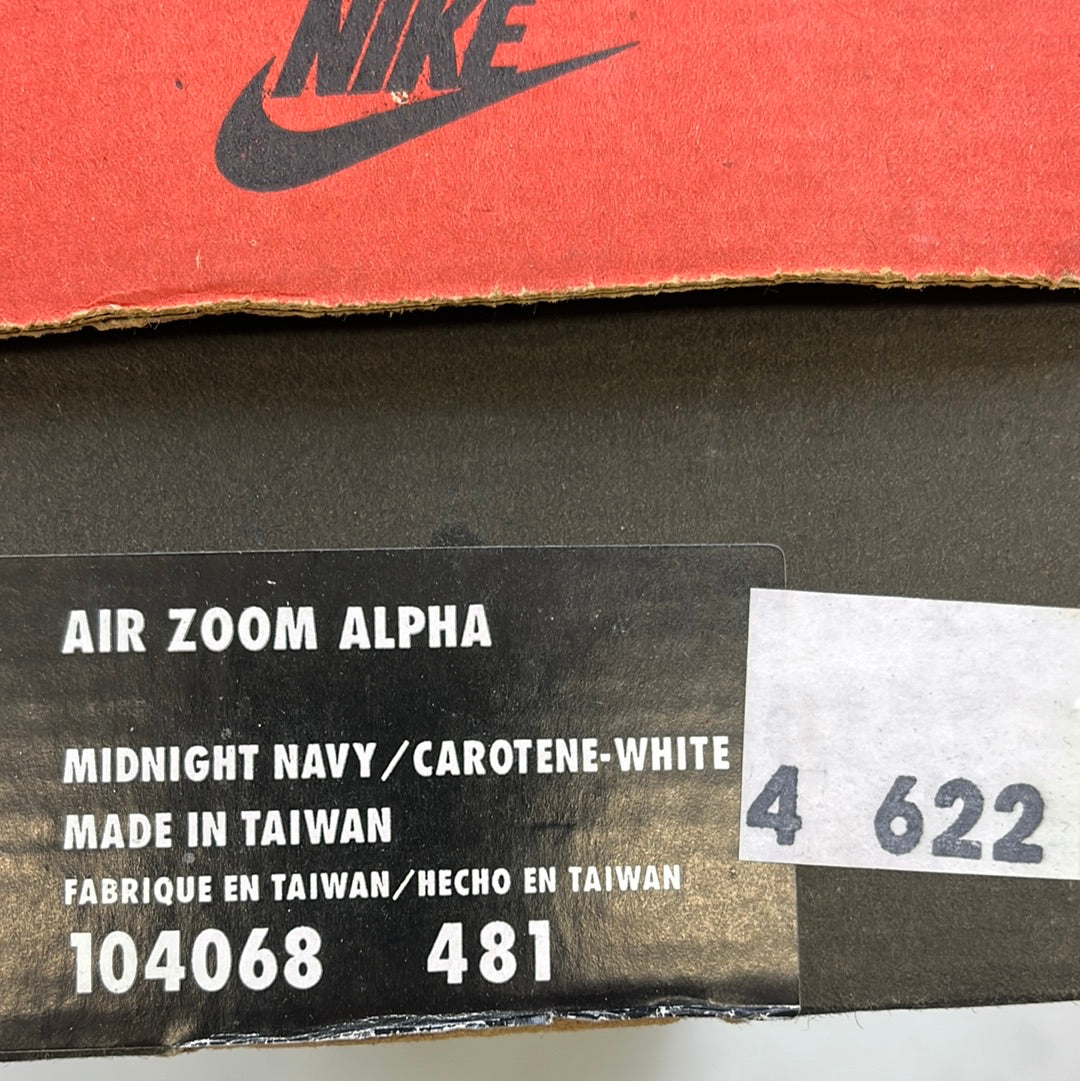 NIKE
AIR ZOOM ALPHA
MIDNIGHT NAVY/CAROTENE-WHITE
4 622
MADE IN TAIWAN
FABRIQUE EN TAIWAN/HECHO EN TAIWAN
104068 481